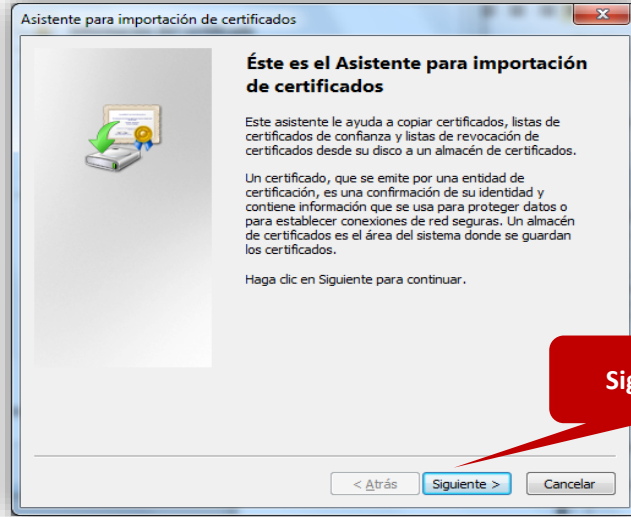 Asistente para importación de certificados
Éste es el Asistente para importación
de certificados
Este asistente le ayuda a copiar certificados, listas de
certificados de confianza y listas de revocación de
certificados desde su disco a un almacén de certificados.
Un certificado, que se emite por una entidad de
certificación, es una confirmación de su identidad y
contiene información que se usa para proteger datos o
para establecer conexiones de red seguras. Un almacén
de certificados es el área del sistema donde se guardan
los certificados.
Haga clic en Siguiente para continuar.
< Atrás Siguiente > Cancelar